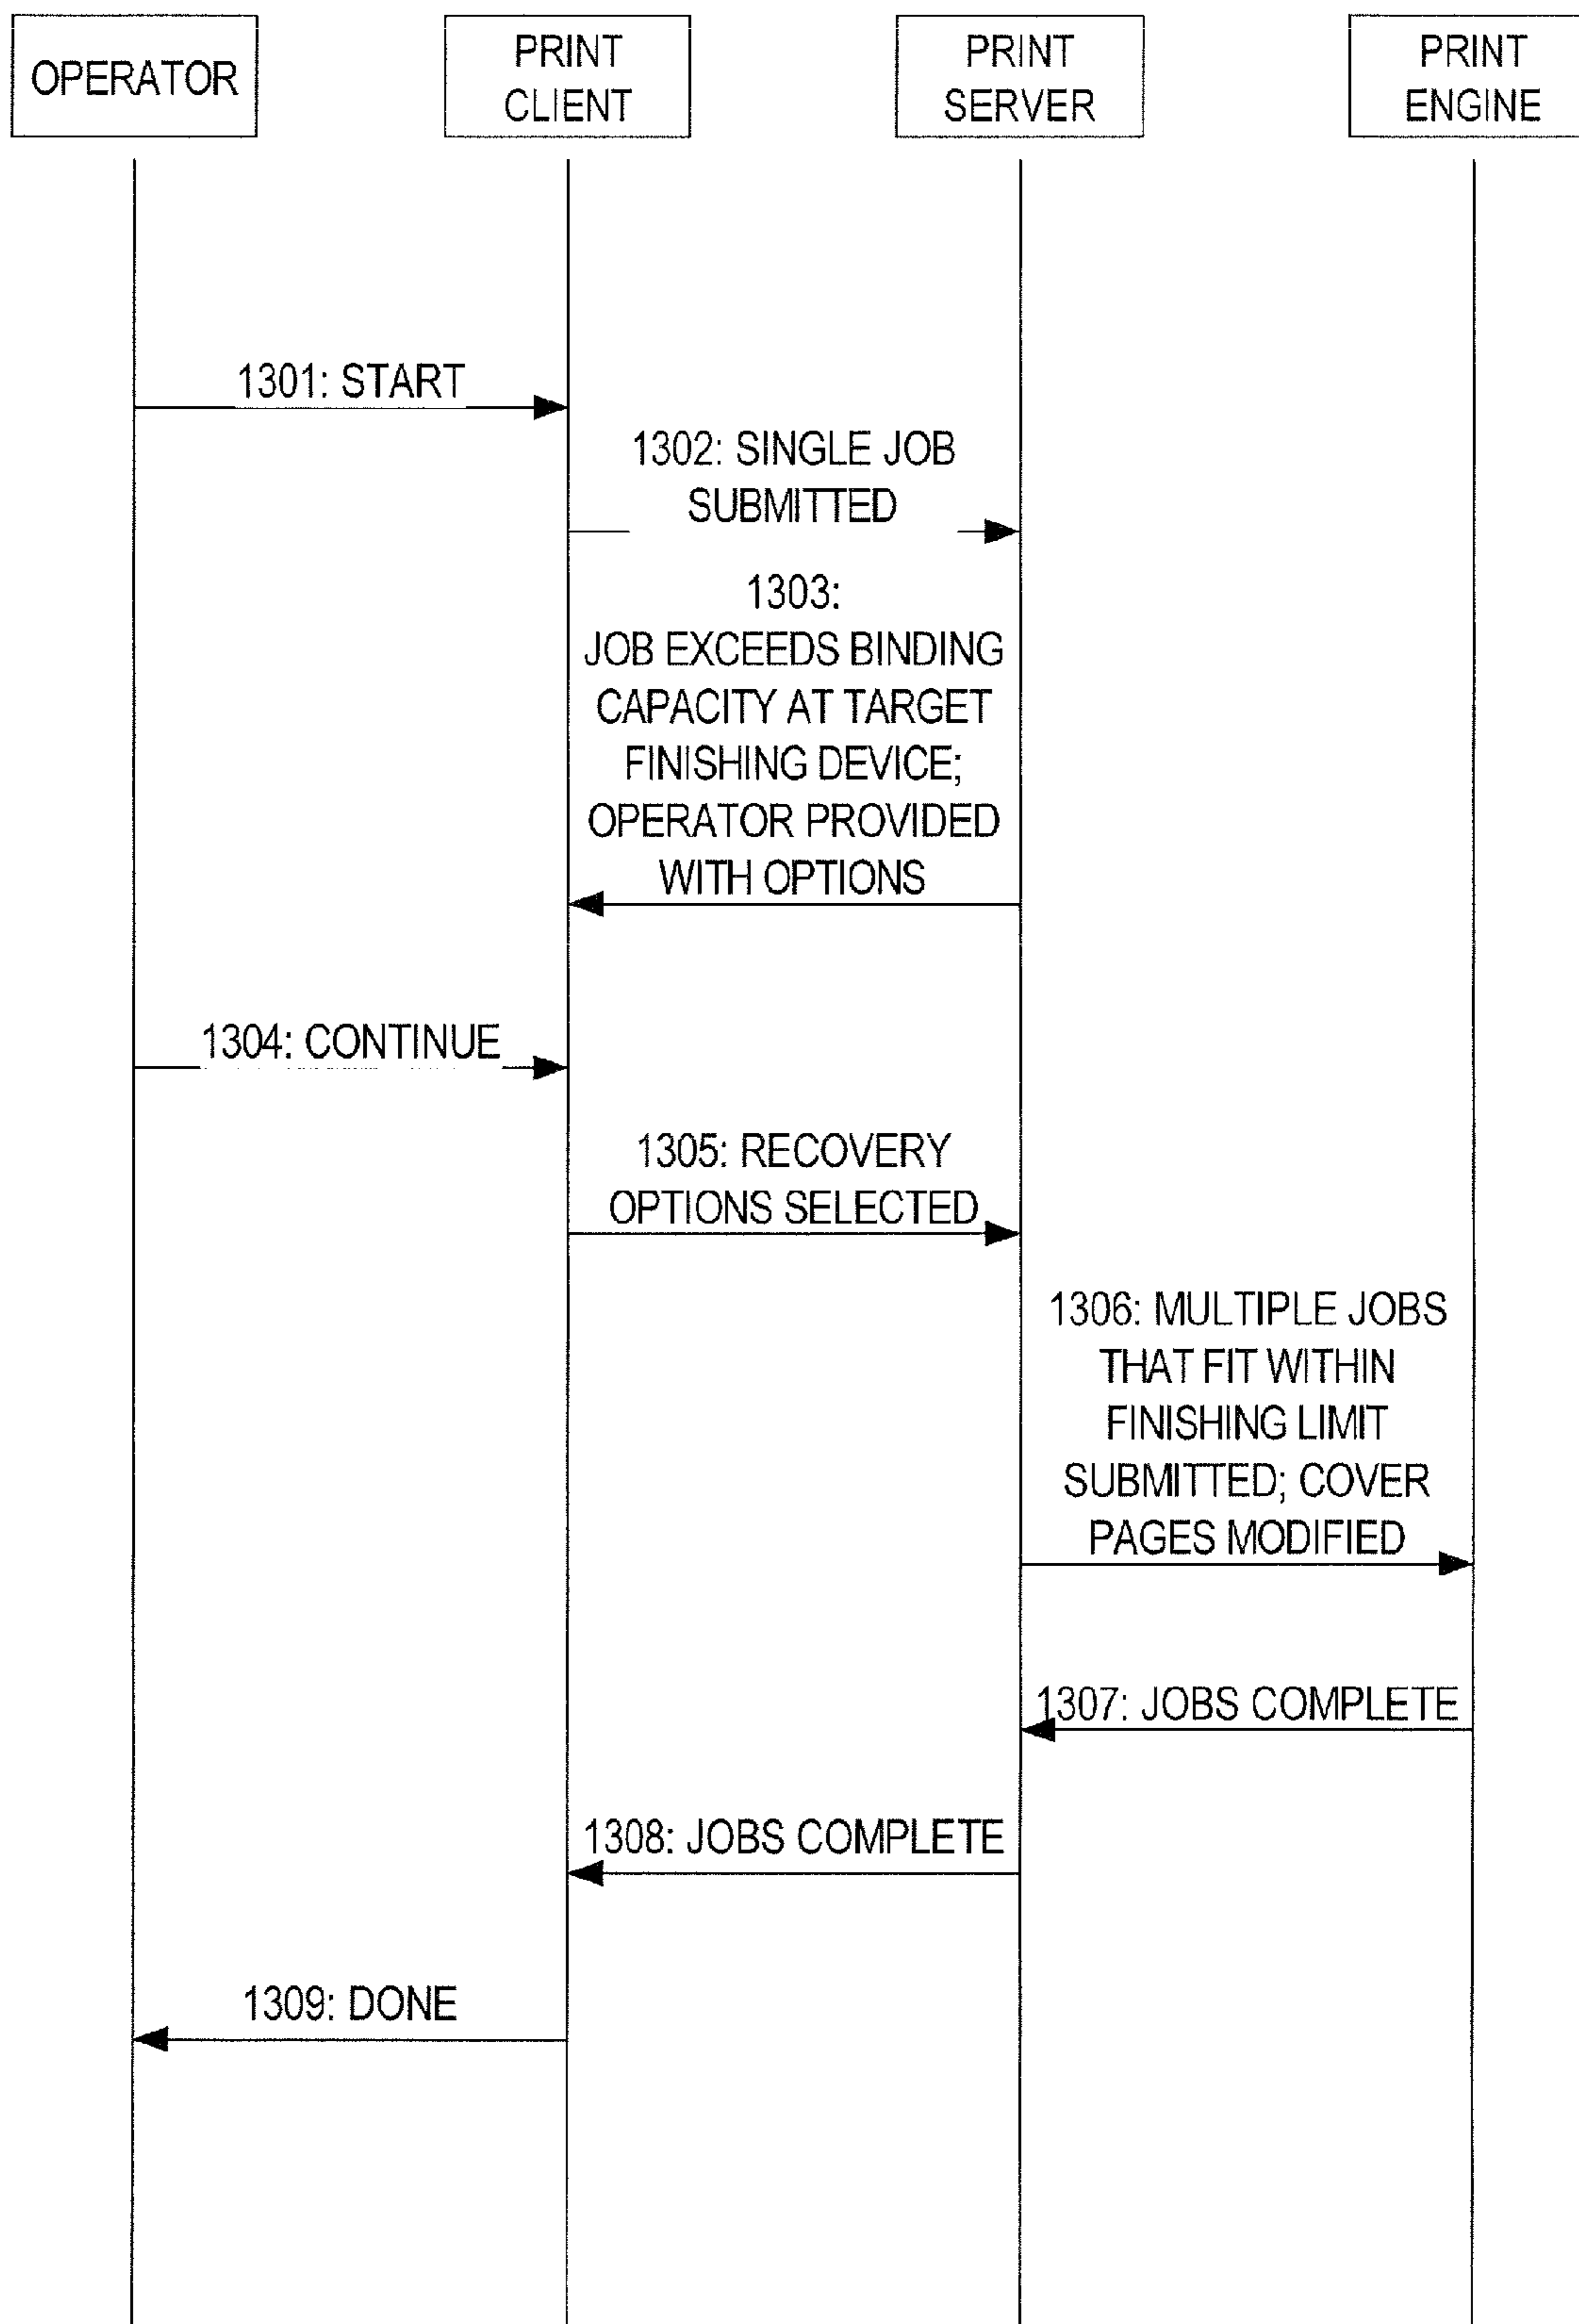 OPERATOR
PRINT
CLIENT
PRINT
SERVER
PRINT
ENGINE
1301: START
1302: SINGLE JOB
SUBMITTED
1303:
JOB EXCEEDS BINDING
CAPACITY AT TARGET
FINISHING DEVICE;
OPERATOR PROVIDED
WITH OPTIONS
1304: CONTINUE
1305: RECOVERY
OPTIONS SELECTED
1306: MULTIPLE JOBS
THAT FIT WITHIN
FINISHING LIMIT
SUBMITTED; COVER
PAGES MODIFIED
1307: JOBS COMPLETE
1308: JOBS COMPLETE
1309: DONE